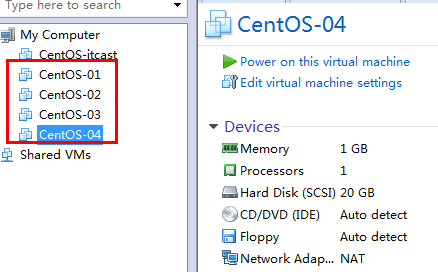 Type here to search
My Computer
CentOS-itcast
CentOS-01
CentOS-02
CentOS-03
CentOS-04
Shared VMs
CentOS-04
Power on this virtual machine
Edit virtual machine settings
Devices
Memory 1 GB
Processors 1
Hard Disk (SCSI) 20 GB
CD/DVD (IDE) Auto detect
Floppy Auto detect
Network Adap... NAT